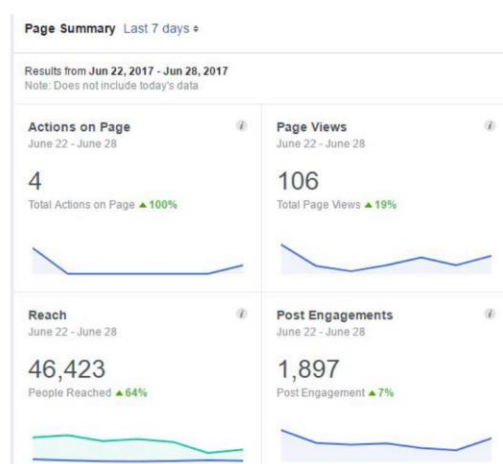 Page Summary Last 7 days
Results from Jun 22, 2017 - Jun 28, 2017
Note: Does not include today's data
Actions on Page i
June 22 - June 28
4
Total Actions on Page ▲100%
Page Views i
June 22 - June 28
106
Total Page Views ▲19%
Reach i
June 22 - June 28
46,423
People Reached ▲64%
Post Engagements i
June 22 - June 28
1,897
Post Engagement ▲7%